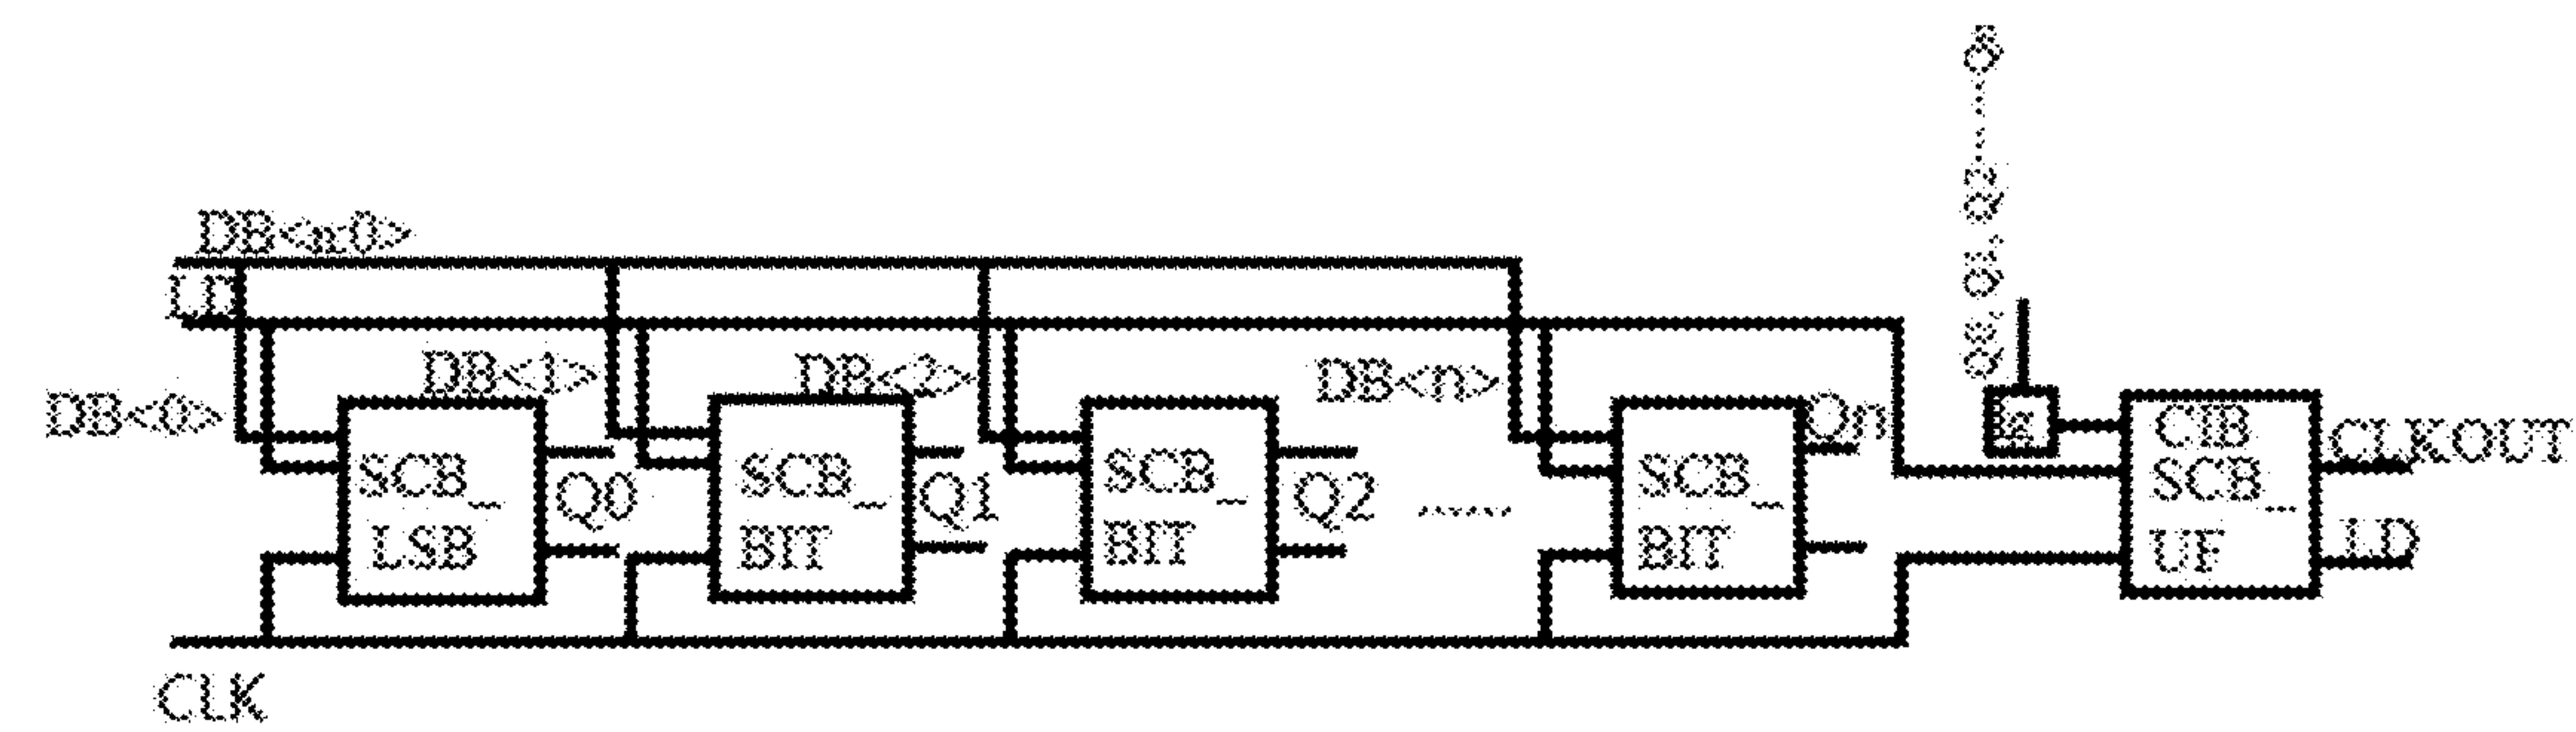 DB<n:0>
LD
DB<0>
DB<1>
DB<2>
DB<n>
SCB_
LSB
Q0
SCB_
BIT
Q1
SCB_
BIT
Q2
......
SCB_
BIT
Qn
CIB
SCB_
UF
CLKOUT
LD
CLK